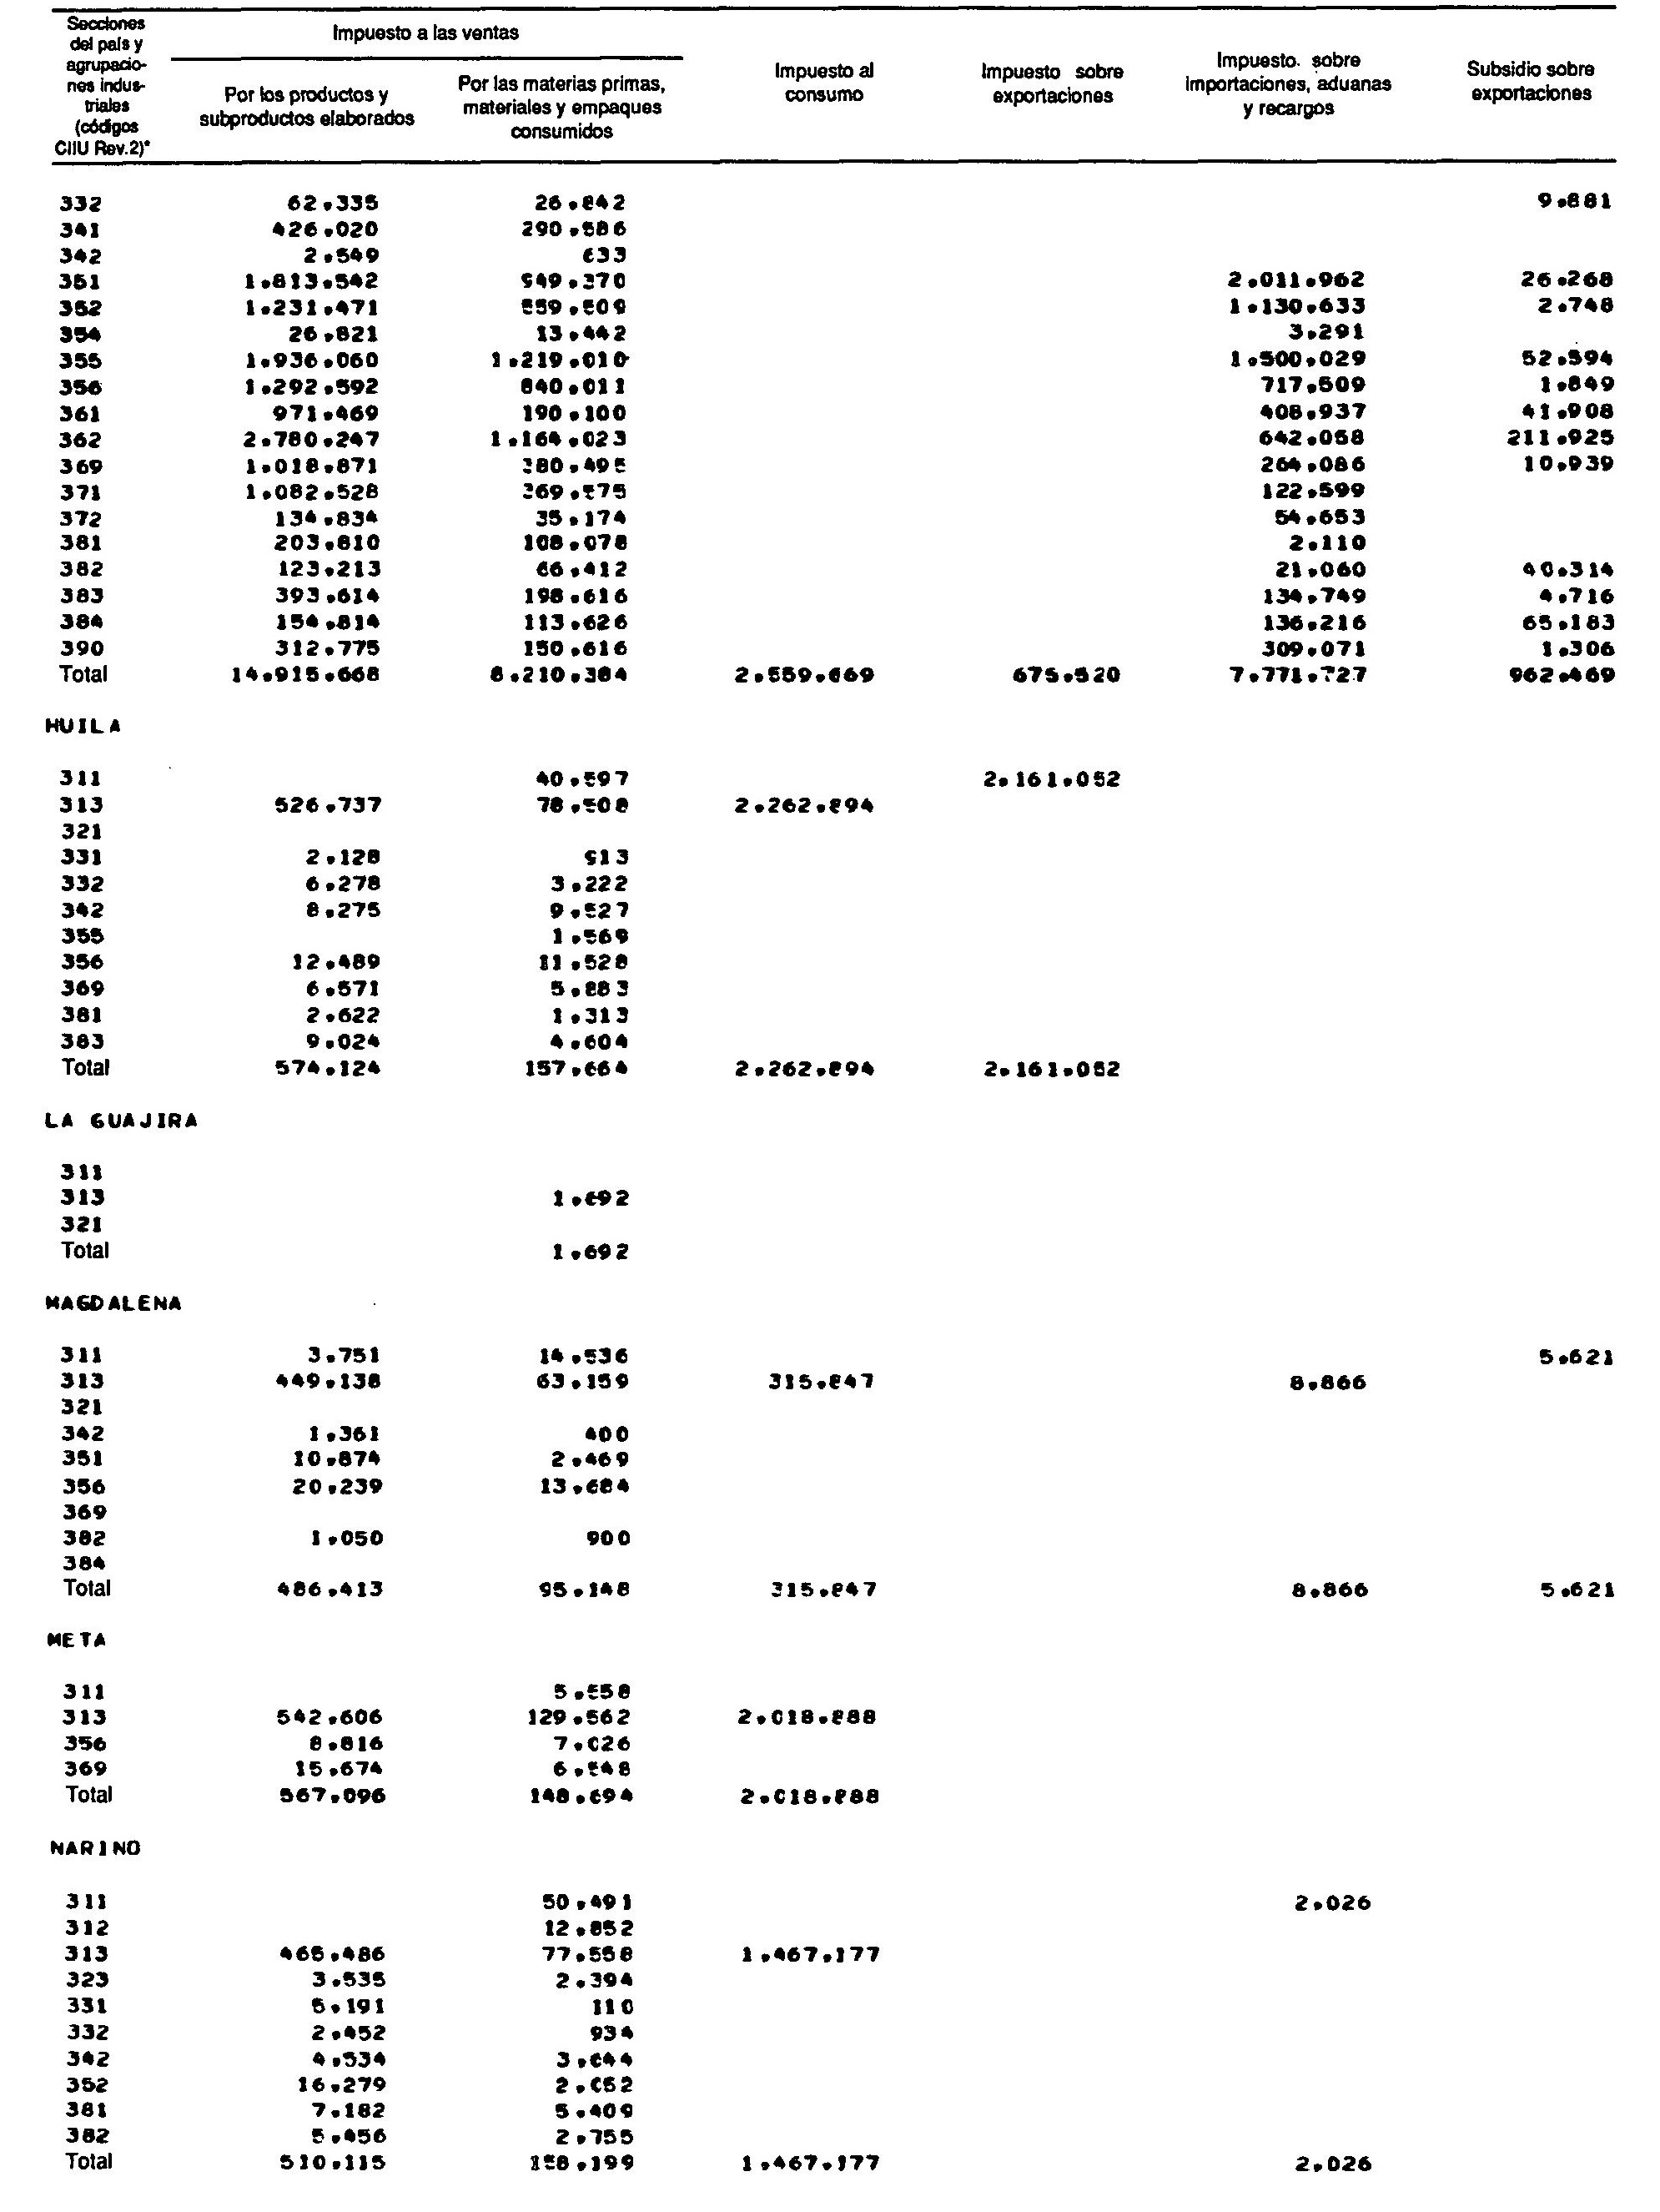 Secciones
del país y
agrupacio-
nes indus-
triales
(códigos
CIIU Rev.2)*
Impuesto a las ventas
Por los productos y
subproductos elaborados
Por las materias primas,
materiales y empaques
consumidos
Impuesto al
consumo
Impuesto sobre
exportaciones
Impuesto. sobre
importaciones, aduanas
y recargos
Subsidio sobre
exportaciones
332 62.335 26.842 9.881
341 426.020 290.586
342 2.549 633
351 1.813.542 949.370 2.011.962 26.268
352 1.231.471 559.509 1.130.633 2.748
354 26.821 13.442 3.291
355 1.936.060 1.219.010 1.500.029 52.594
356 1.292.592 840.011 717.509 1.849
361 971.469 190.100 408.937 41.908
362 2.780.247 1.164.023 642.058 211.925
369 1.018.871 380.495 264.086 10.939
371 1.082.528 369.575 122.599
372 134.834 35.174 54.653
381 203.810 108.078 2.110
382 123.213 66.412 21.060 40.314
383 393.614 198.616 134.749 4.716
384 154.814 113.626 136.216 65.183
390 312.775 150.616 309.071 1.306
Total 14.915.668 8.210.384 2.559.669 675.520 7.771.727 962.469
HUILA
311 40.597 2.161.052
313 526.737 78.508 2.262.894
321
331 2.128 913
332 6.278 3.222
342 8.275 9.527
355 1.569
356 12.489 11.528
369 6.571 5.883
381 2.622 1.313
383 9.024 4.604
Total 574.124 157.664 2.262.894 2.161.052
LA GUAJIRA
311
313 1.692
321
Total 1.692
MAGDALENA
311 3.751 14.536 5.621
313 449.138 63.159 315.847 8.866
321
342 1.361 400
351 10.874 2.469
356 20.239 13.684
369
382 1.050 900
384
Total 486.413 95.148 315.847 8.866 5.621
META
311 5.558
313 542.606 129.562 2.018.888
356 8.816 7.026
369 15.674 6.548
Total 567.096 148.694 2.018.888
NARINO
311 50.491 2.026
312 12.852
313 465.486 77.558 1.467.177
323 3.535 2.394
331 5.191 110
332 2.452 934
342 4.534 3.644
352 16.279 2.052
381 7.182 5.409
382 5.456 2.755
Total 510.115 158.199 1.467.177 2.026